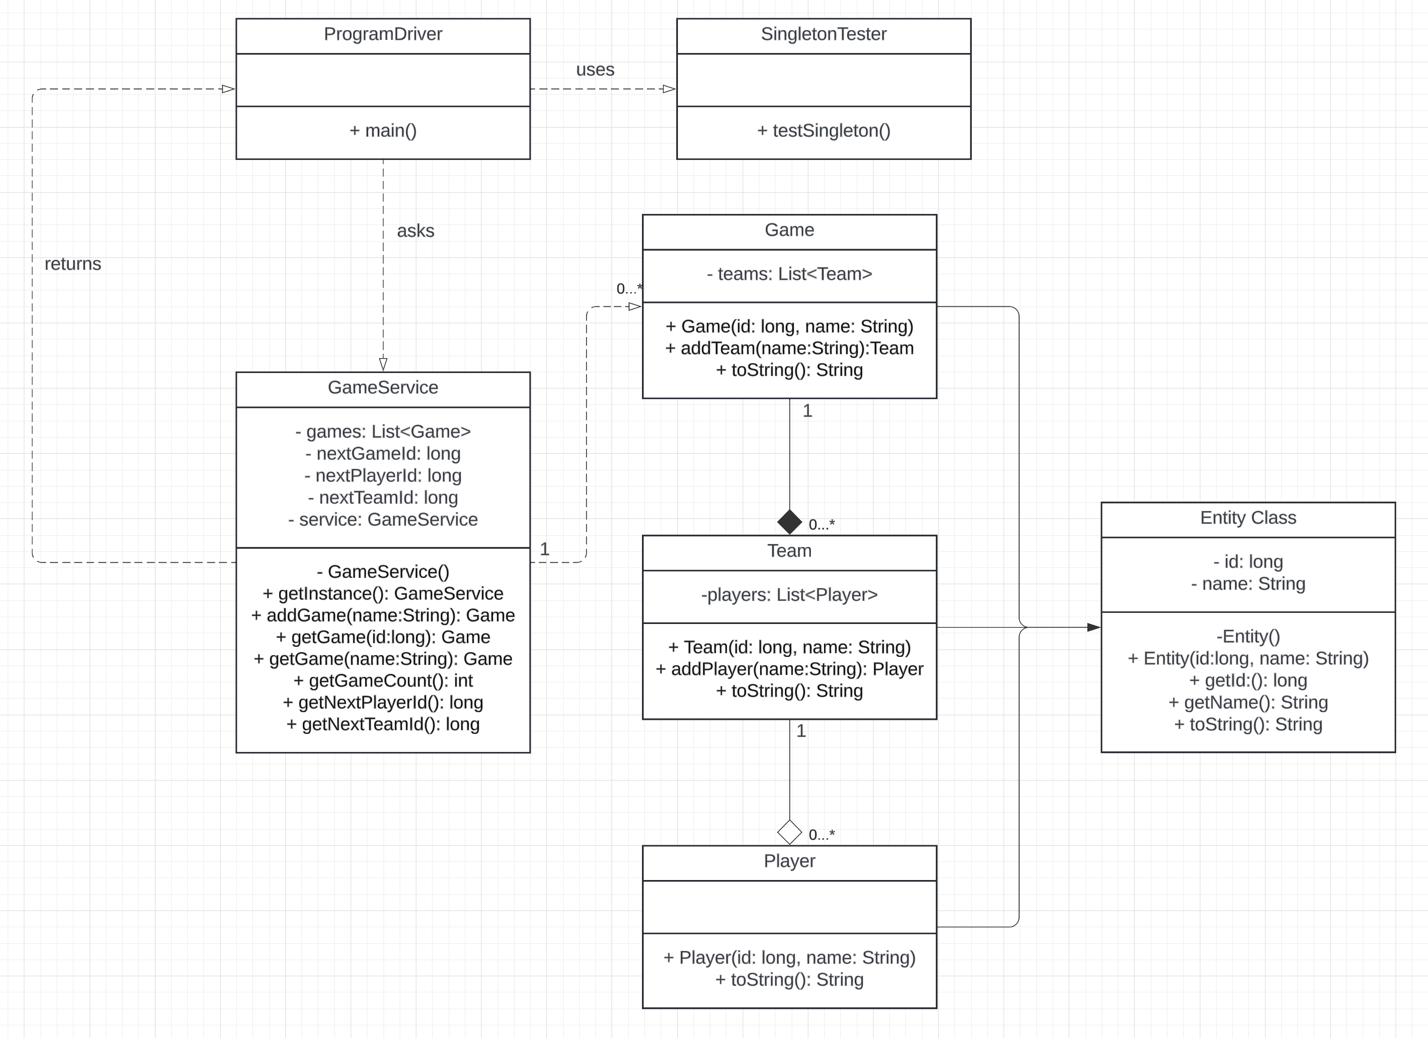 ProgramDriver
+ main()
uses
SingletonTester
+ testSingleton()
asks
returns
Game
- teams: List<Team>
+ Game(id: long, name: String)
+ addTeam(name:String):Team
+ toString(): String
0...*
1
GameService
- games: List<Game>
- nextGameId: long
- nextPlayerId: long
- nextTeamId: long
- service: GameService
- GameService()
+ getInstance(): GameService
+ addGame(name:String): Game
+ getGame(id:long): Game
+ getGame(name:String): Game
+ getGameCount(): int
+ getNextPlayerId(): long
+ getNextTeamId(): long
1
0...*
Team
-players: List<Player>
+ Team(id: long, name: String)
+ addPlayer(name:String): Player
+ toString(): String
1
0...*
Player
+ Player(id: long, name: String)
+ toString(): String
Entity Class
- id: long
- name: String
-Entity()
+ Entity(id:long, name: String)
+ getId:(): long
+ getName(): String
+ toString(): String